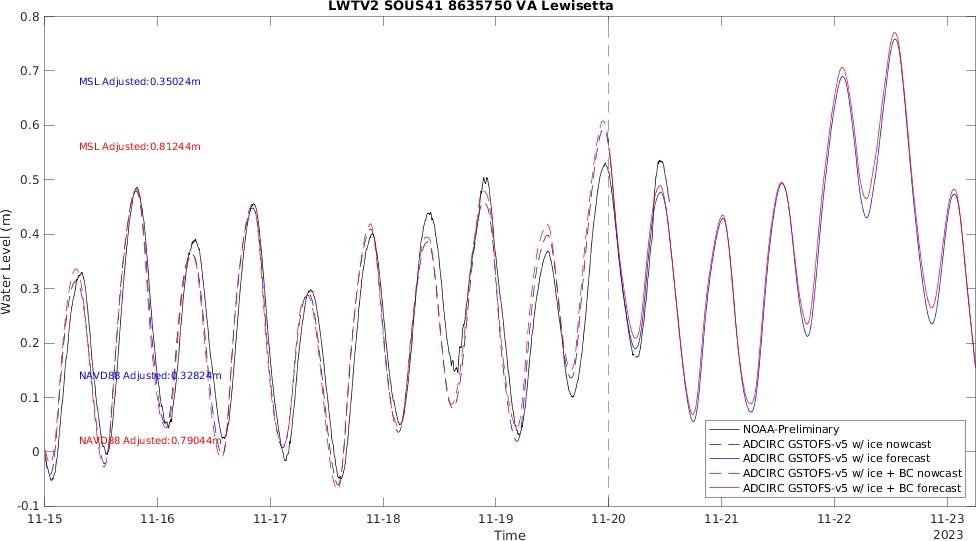 LWTV2 SOUS41 8635750 VA Lewisetta
0.8
0.7
0.6
0.5
0.4
0.3
0.2
0.1
0
-0.1
Water Level (m)
MSL Adjusted:0.35024m
MSL Adjusted:0.81244m
NAVD88 Adjusted:0.32824m
NAVD88 Adjusted:0.79044m
NOAA-Preliminary
ADCIRC GSTOFS-v5 w/ ice nowcast
ADCIRC GSTOFS-v5 w/ ice forecast
ADCIRC GSTOFS-v5 w/ ice + BC nowcast
ADCIRC GSTOFS-v5 w/ ice + BC forecast
11-15 11-16 11-17 11-18 11-19 11-20 11-21 11-22 11-23
2023
Time